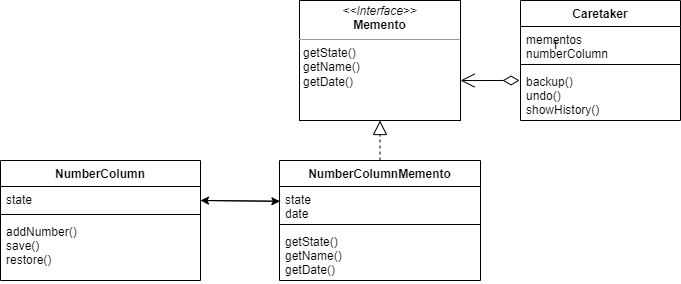 <<Interface>>
Memento
getState()
getName()
getDate()
Caretaker
mementos
numberColumn
backup()
undo()
showHistory()
NumberColumn
state
addNumber()
save()
restore()
NumberColumnMemento
state
date
getState()
getName()
getDate()